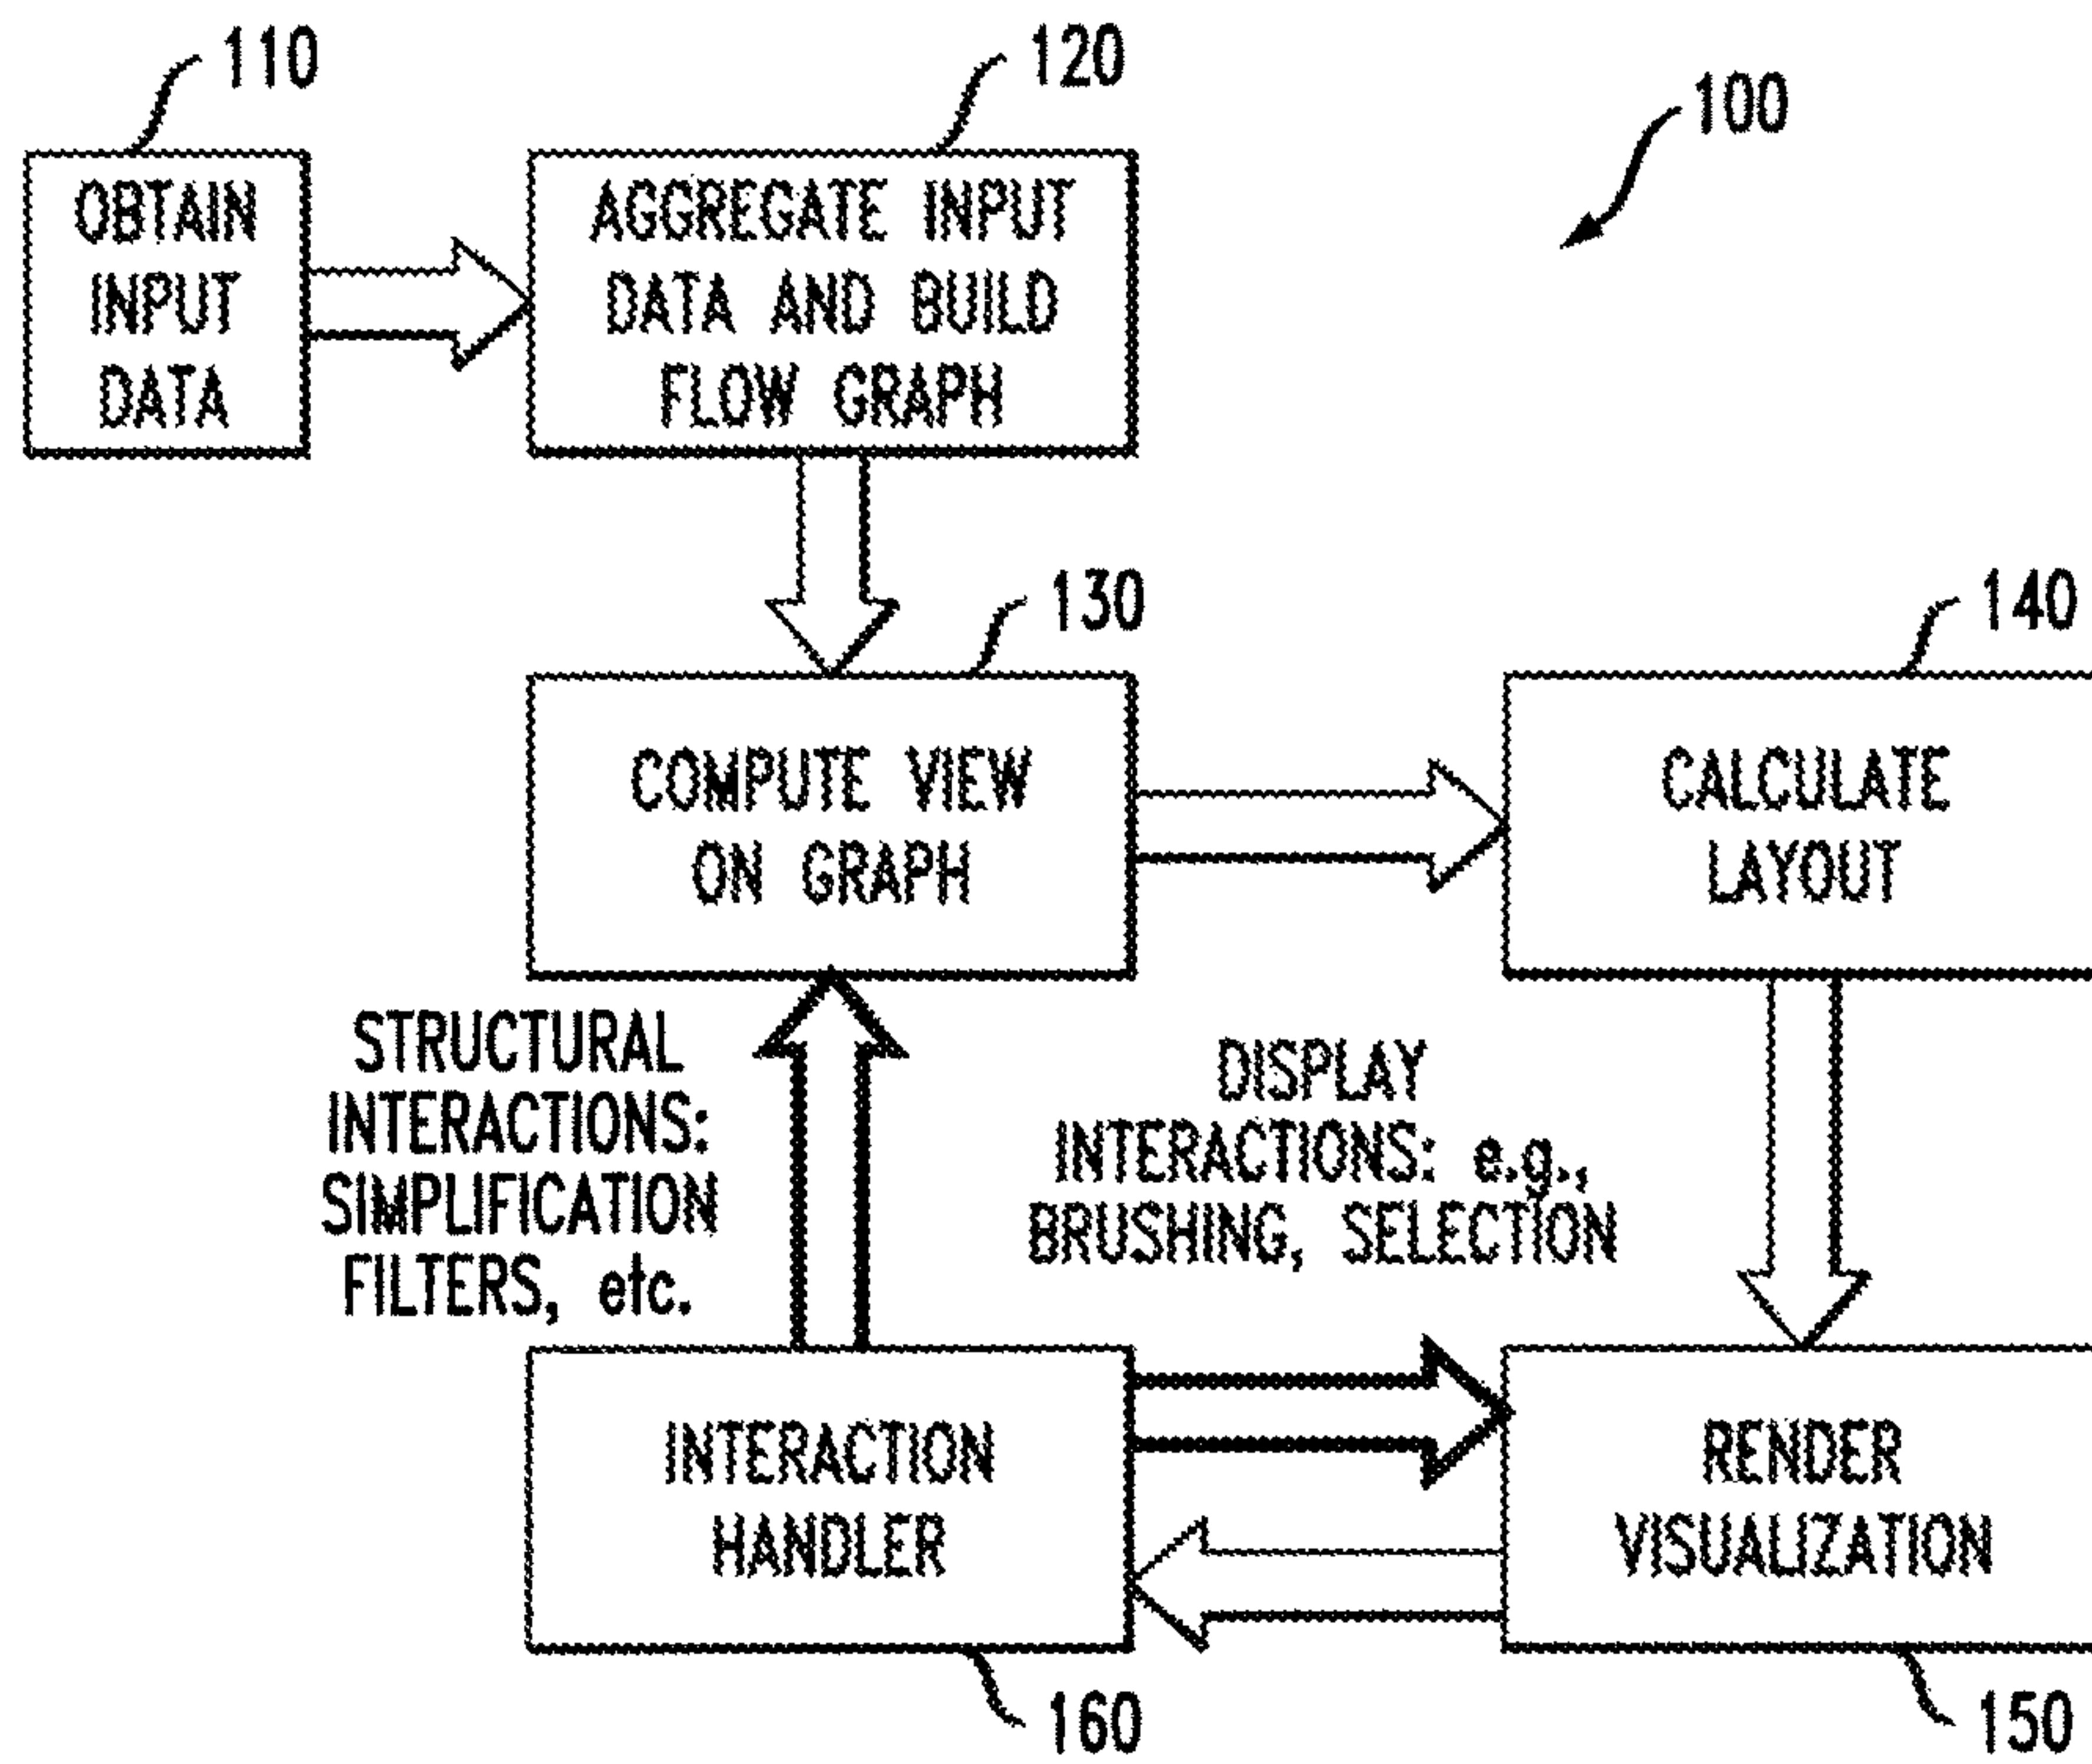 110
120
100
OBTAIN
INPUT
DATA
AGGREGATE INPUT
DATA AND BUILD
FLOW GRAPH
130
140
COMPUTE VIEW
ON GRAPH
CALCULATE
LAYOUT
STRUCTURAL
INTERACTIONS:
SIMPLIFICATION
FILTERS, etc.
DISPLAY
INTERACTIONS: e.g.,
BRUSHING, SELECTION
INTERACTION
HANDLER
RENDER
VISUALIZATION
160
150